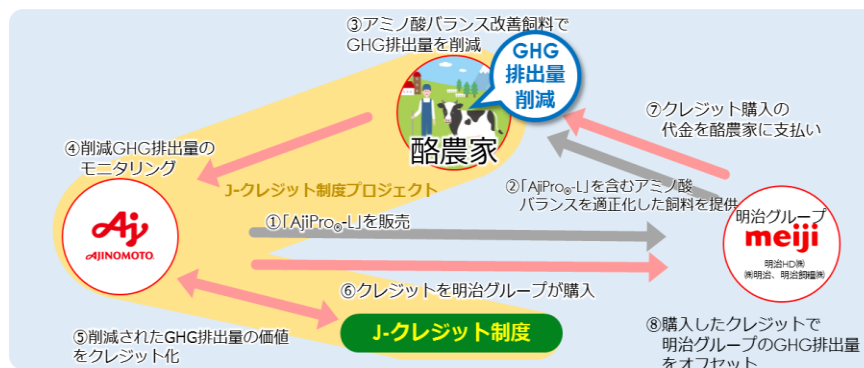 ③アミノ酸バランス改善飼料で
GHG排出量を削減
GHG
排出量
削減
酪農家
⑦クレジット購入の
代金を酪農家に支払い
④削減GHG排出量の
モニタリング
J-クレジット制度プロジェクト
②「AjiPro®-L」を含むアミノ酸
バランスを適正化した飼料を提供
①「AjiPro®-L」を販売
Aj
AJINOMOTO
明治グループ
meiji
明治HD㈱
㈱明治、明治飼糧㈱
⑥クレジットを明治グループが購入
J-クレジット制度
⑤削減されたGHG排出量の価値
をクレジット化
⑧購入したクレジットで
明治グループのGHG排出量
をオフセット